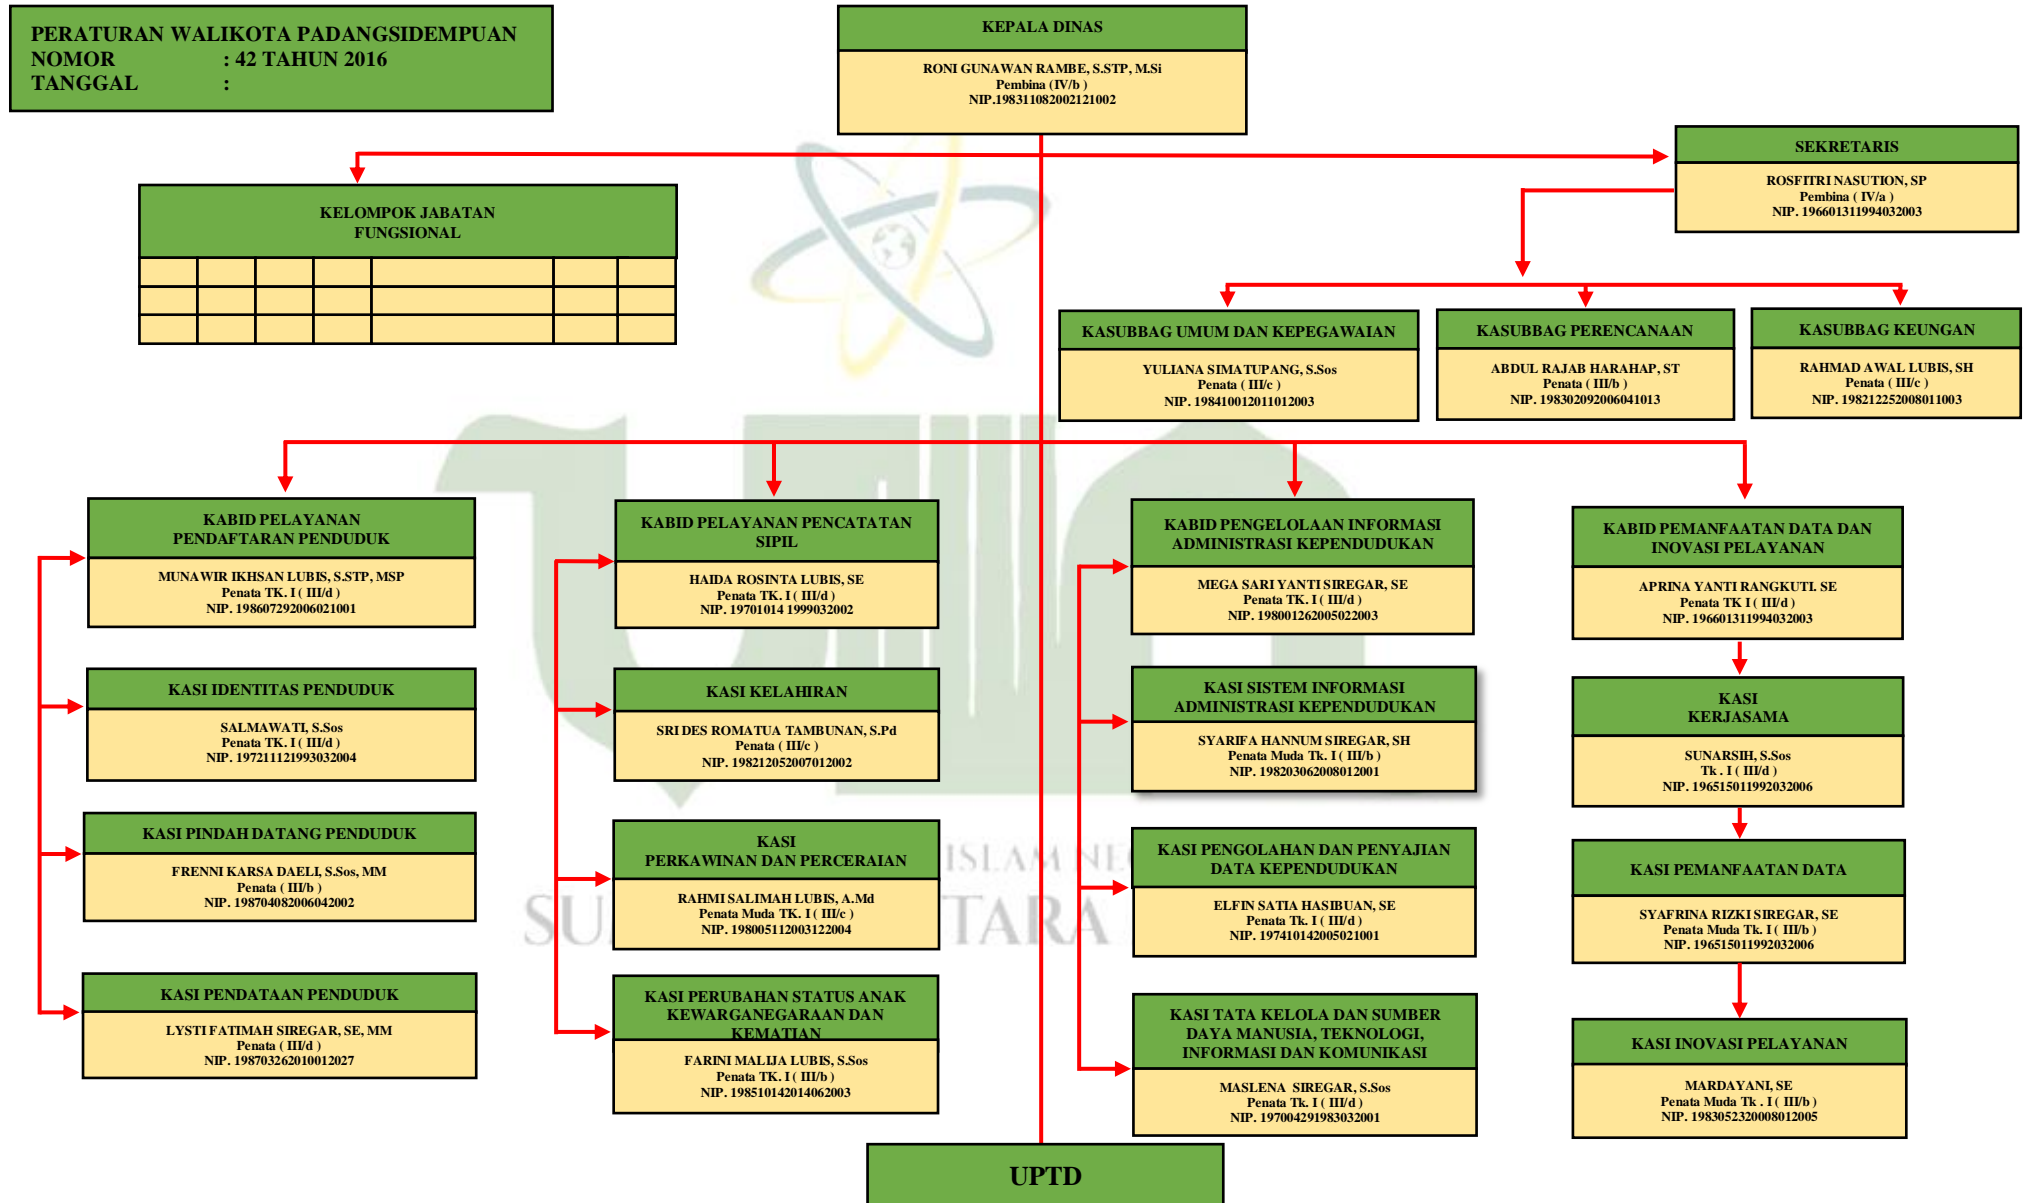 PERATURAN WALIKOTA PADANGSIDEMPUAN
NOMOR : 42 TAHUN 2016
TANGGAL :
KEPALA DINAS
RONI GUNAWAN RAMBE, S.STP, M.Si
Pembina (IV/b )
NIP.198311082002121002
SEKRETARIS
ROSFITRI NASUTION, SP
Pembina ( IV/a )
NIP. 196601311994032003
KELOMPOK JABATAN
FUNGSIONAL
KASUBBAG UMUM DAN KEPEGAWAIAN
YULIANA SIMATUPANG, S.Sos
Penata ( III/c )
NIP. 198410012011012003
KASUBBAG PERENCANAAN
ABDUL RAJAB HARAHAP, ST
Penata ( III/b )
NIP. 198302092006041013
KASUBBAG KEUNGAN
RAHMAD AWAL LUBIS, SH
Penata ( III/c )
NIP. 198212252008011003
KABID PELAYANAN
PENDAFTARAN PENDUDUK
MUNAWIR IKHSAN LUBIS, S.STP, MSP
Penata TK. I ( III/d )
NIP. 198607292006021001
KASI IDENTITAS PENDUDUK
SALMAWATI, S.Sos
Penata TK. I ( III/d )
NIP. 197211121993032004
KASI PINDAH DATANG PENDUDUK
FRENNI KARSA DAELI, S.Sos, MM
Penata ( III/b )
NIP. 198704082006042002
KASI PENDATAAN PENDUDUK
LYSTI FATIMAH SIREGAR, SE, MM
Penata ( III/d )
NIP. 198703262010012027
KABID PELAYANAN PENCATATAN
SIPIL
HAIDA ROSINTA LUBIS, SE
Penata TK. I ( III/d )
NIP. 19701014 1999032002
KASI KELAHIRAN
SRI DES ROMATUA TAMBUNAN, S.Pd
Penata ( III/c )
NIP. 198212052007012002
KASI
PERKAWINAN DAN PERCERAIAN
RAHMI SALIMAH LUBIS, A.Md
Penata Muda TK. I ( III/c )
NIP. 198005112003122004
KASI PERUBAHAN STATUS ANAK
KEWARGANEGARAAN DAN
KEMATIAN
FARINI MALIJA LUBIS, S.Sos
Penata TK. I ( III/b )
NIP. 198510142014062003
KABID PENGELOLAAN INFORMASI
ADMINISTRASI KEPENDUDUKAN
MEGA SARI YANTI SIREGAR, SE
Penata TK. I ( III/d )
NIP. 198001262005022003
KASI SISTEM INFORMASI
ADMINISTRASI KEPENDUDUKAN
SYARIFA HANNUM SIREGAR, SH
Penata Muda Tk. I ( III/b )
NIP. 198203062008012001
KASI PENGOLAHAN DAN PENYAJIAN
DATA KEPENDUDUKAN
ELFIN SATIA HASIBUAN, SE
Penata Tk. I ( III/d )
NIP. 197410142005021001
KASI TATA KELOLA DAN SUMBER
DAYA MANUSIA, TEKNOLOGI,
INFORMASI DAN KOMUNIKASI
MASLENA SIREGAR, S.Sos
Penata Tk. I ( III/d )
NIP. 197004291983032001
KABID PEMANFAATAN DATA DAN
INOVASI PELAYANAN
APRINA YANTI RANGKUTI. SE
Penata TK I ( III/d )
NIP. 196601311994032003
KASI
KERJASAMA
SUNARSIH, S.Sos
Tk . I ( III/d )
NIP. 196515011992032006
KASI PEMANFAATAN DATA
SYAFRINA RIZKI SIREGAR, SE
Penata Muda Tk. I ( III/b )
NIP. 196515011992032006
KASI INOVASI PELAYANAN
MARDAYANI, SE
Penata Muda Tk . I ( III/b )
NIP. 1983052320008012005
UPTD
ISLAM